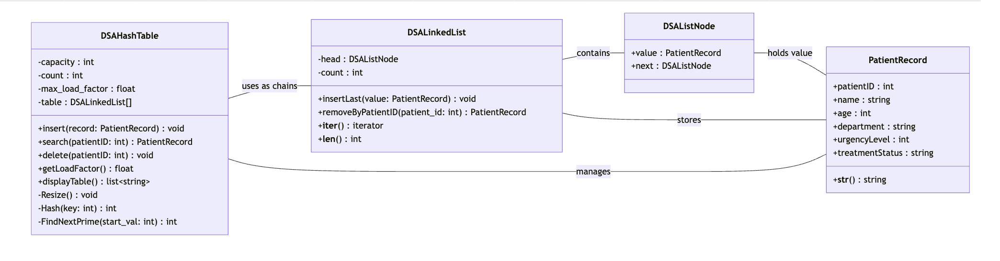 DSAHashTable
-capacity : int
-count : int
-max_load_factor : float
-table : DSALinkedList[]
+insert(record: PatientRecord) : void
+search(patientID: int) : PatientRecord
+delete(patientID: int) : void
+getLoadFactor() : float
+displayTable() : list<string>
-Resize() : void
-Hash(key: int) : int
-FindNextPrime(start_val: int) : int
uses as chains
DSALinkedList
-head : DSAListNode
-count : int
+insertLast(value: PatientRecord) : void
+removeByPatientID(patient_id: int) : PatientRecord
+iter() : iterator
+len() : int
contains
DSAListNode
+value : PatientRecord
+next : DSAListNode
holds value
stores
manages
PatientRecord
+patientID : int
+name : string
+age : int
+department : string
+urgencyLevel : int
+treatmentStatus : string
+str() : string